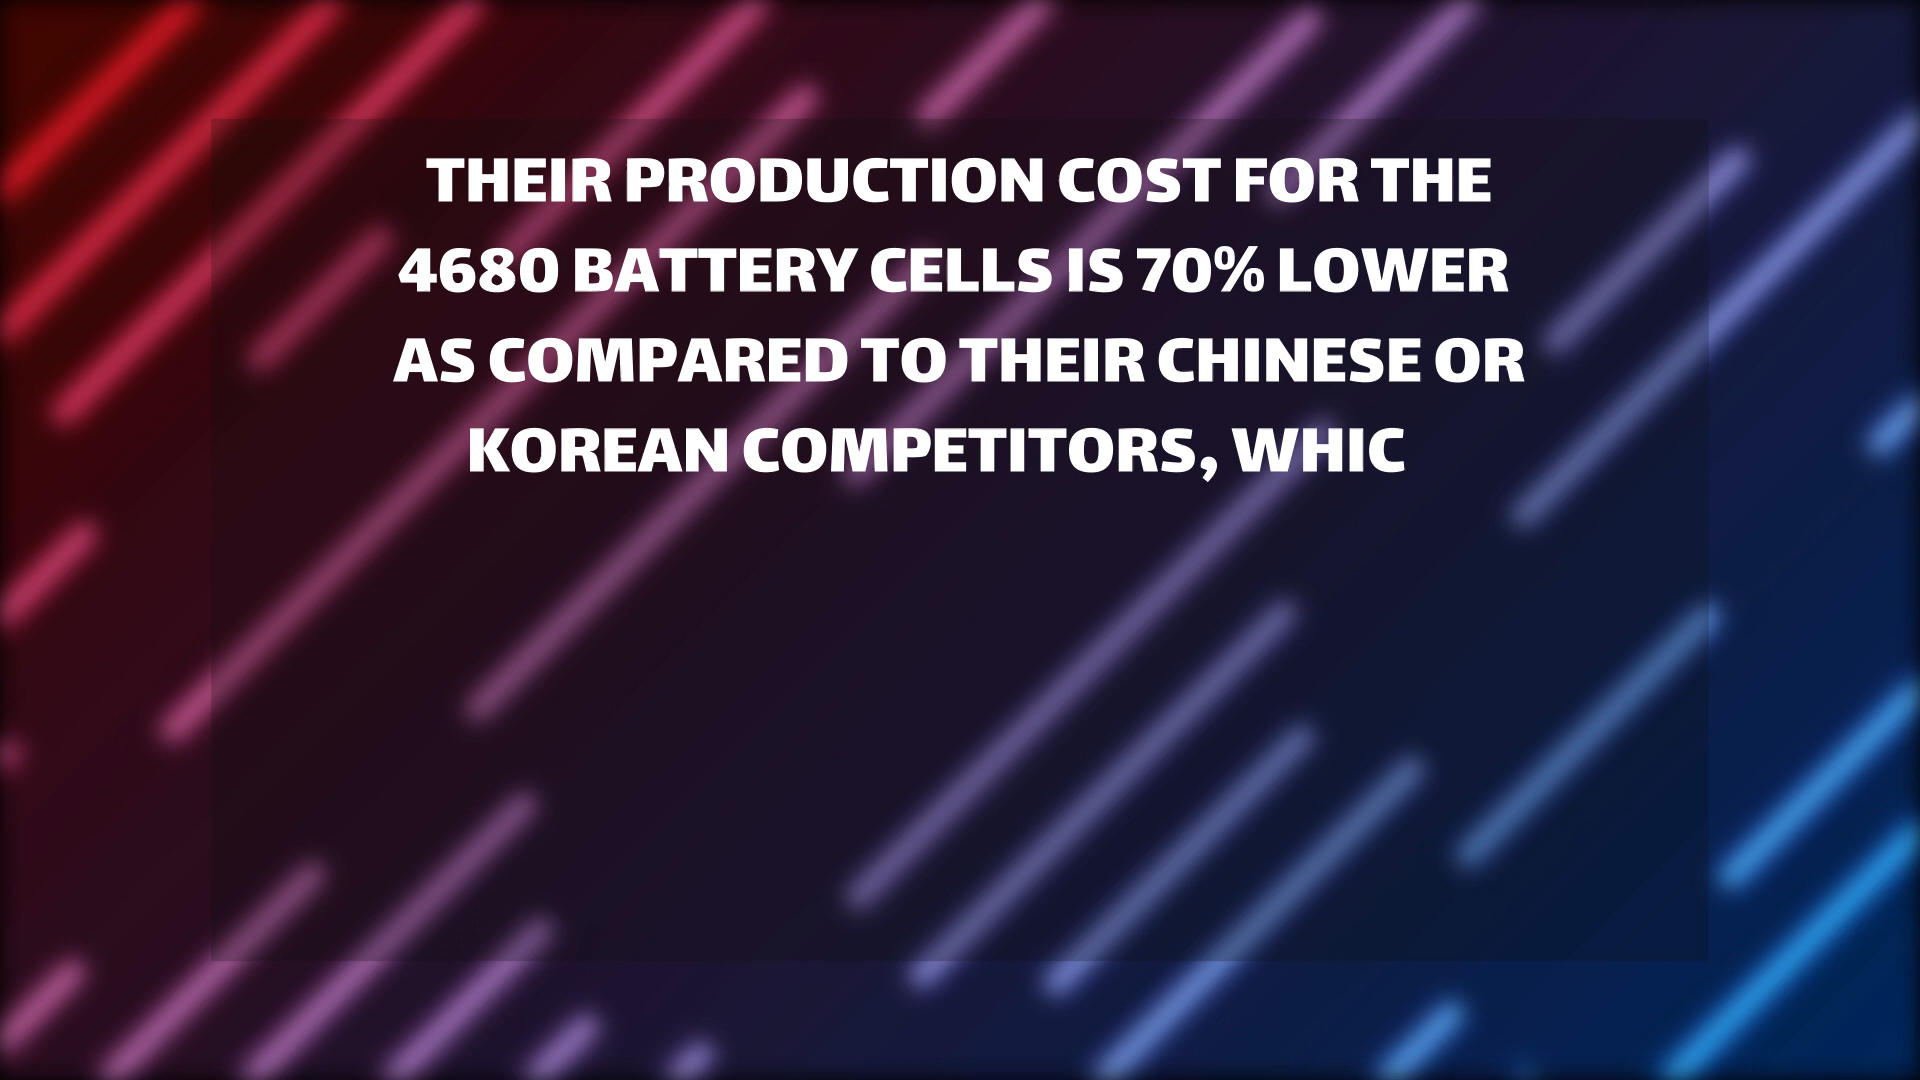 THEIR PRODUCTION COST FOR THE
4680 BATTERY CELLS IS 70% LOWER
AS COMPARED TO THEIR CHINESE OR
KOREAN COMPETITORS, WHIC